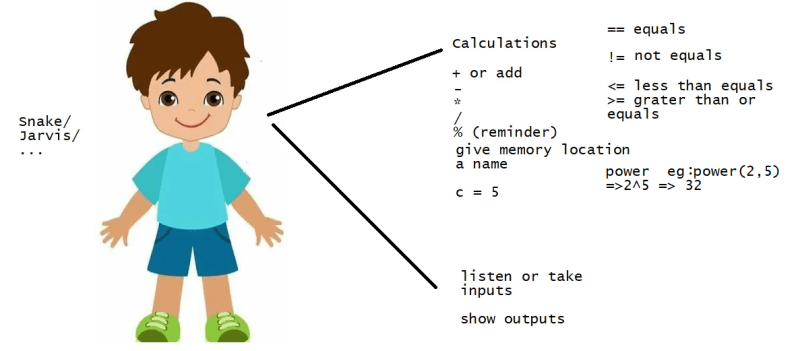 Snake/
Jarvis/
...
Calculations
+ or add
-
*
/
% (reminder)
give memory location
a name
c = 5
== equals
!= not equals
<= less than equals
>= grater than or
equals
power  eg:power(2,5)
=>2^5 => 32
listen or take
inputs
show outputs